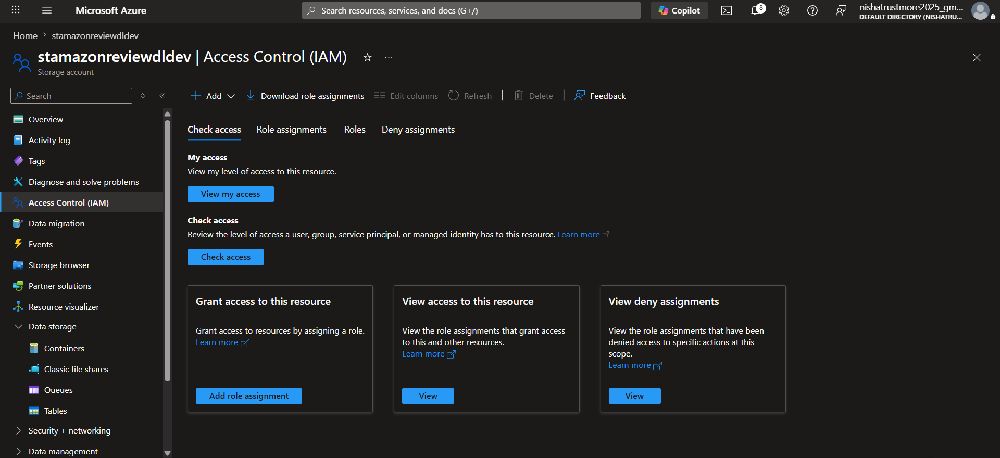 Microsoft Azure
Search resources, services, and docs (G+/)
Copilot
8
nishatrustmore2025_gm...
DEFAULT DIRECTORY (NISHATRU...
Home > stamazonreviewdldev
stamazonreviewdldev | Access Control (IAM)
...
Storage account
Search
Add
Download role assignments
Edit columns
Refresh
Delete
Feedback
Overview
Activity log
Tags
Diagnose and solve problems
Access Control (IAM)
Data migration
Events
Storage browser
Partner solutions
Resource visualizer
Data storage
Containers
Classic file shares
Queues
Tables
Security + networking
Data management
Check access
Role assignments
Roles
Deny assignments
My access
View my level of access to this resource.
View my access
Check access
Review the level of access a user, group, service principal, or managed identity has to this resource. Learn more
Check access
Grant access to this resource
Grant access to resources by assigning a role.
Learn more
Add role assignment
View access to this resource
View the role assignments that grant access
to this and other resources.
Learn more
View
View deny assignments
View the role assignments that have been
denied access to specific actions at this
scope.
Learn more
View